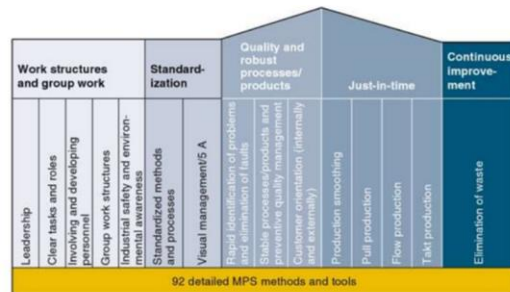 Work structures
and group work
Standard-
ization
Quality and
robust
processes/
products
Just-in-time
Continuous
improve-
ment
Leadership
Clear tasks and roles
Involving and developing
personnel
Group work structures
Industrial safety and environ-
mental awareness
Standardized methods
and processes
Visual management/5 A
Rapid identification of problems
and elimination of faults
Stable processes/products and
preventive quality management
Customer orientation (internally
and externally)
Production smoothing
Pull production
Flow production
Takt production
Elimination of waste
92 detailed MPS methods and tools